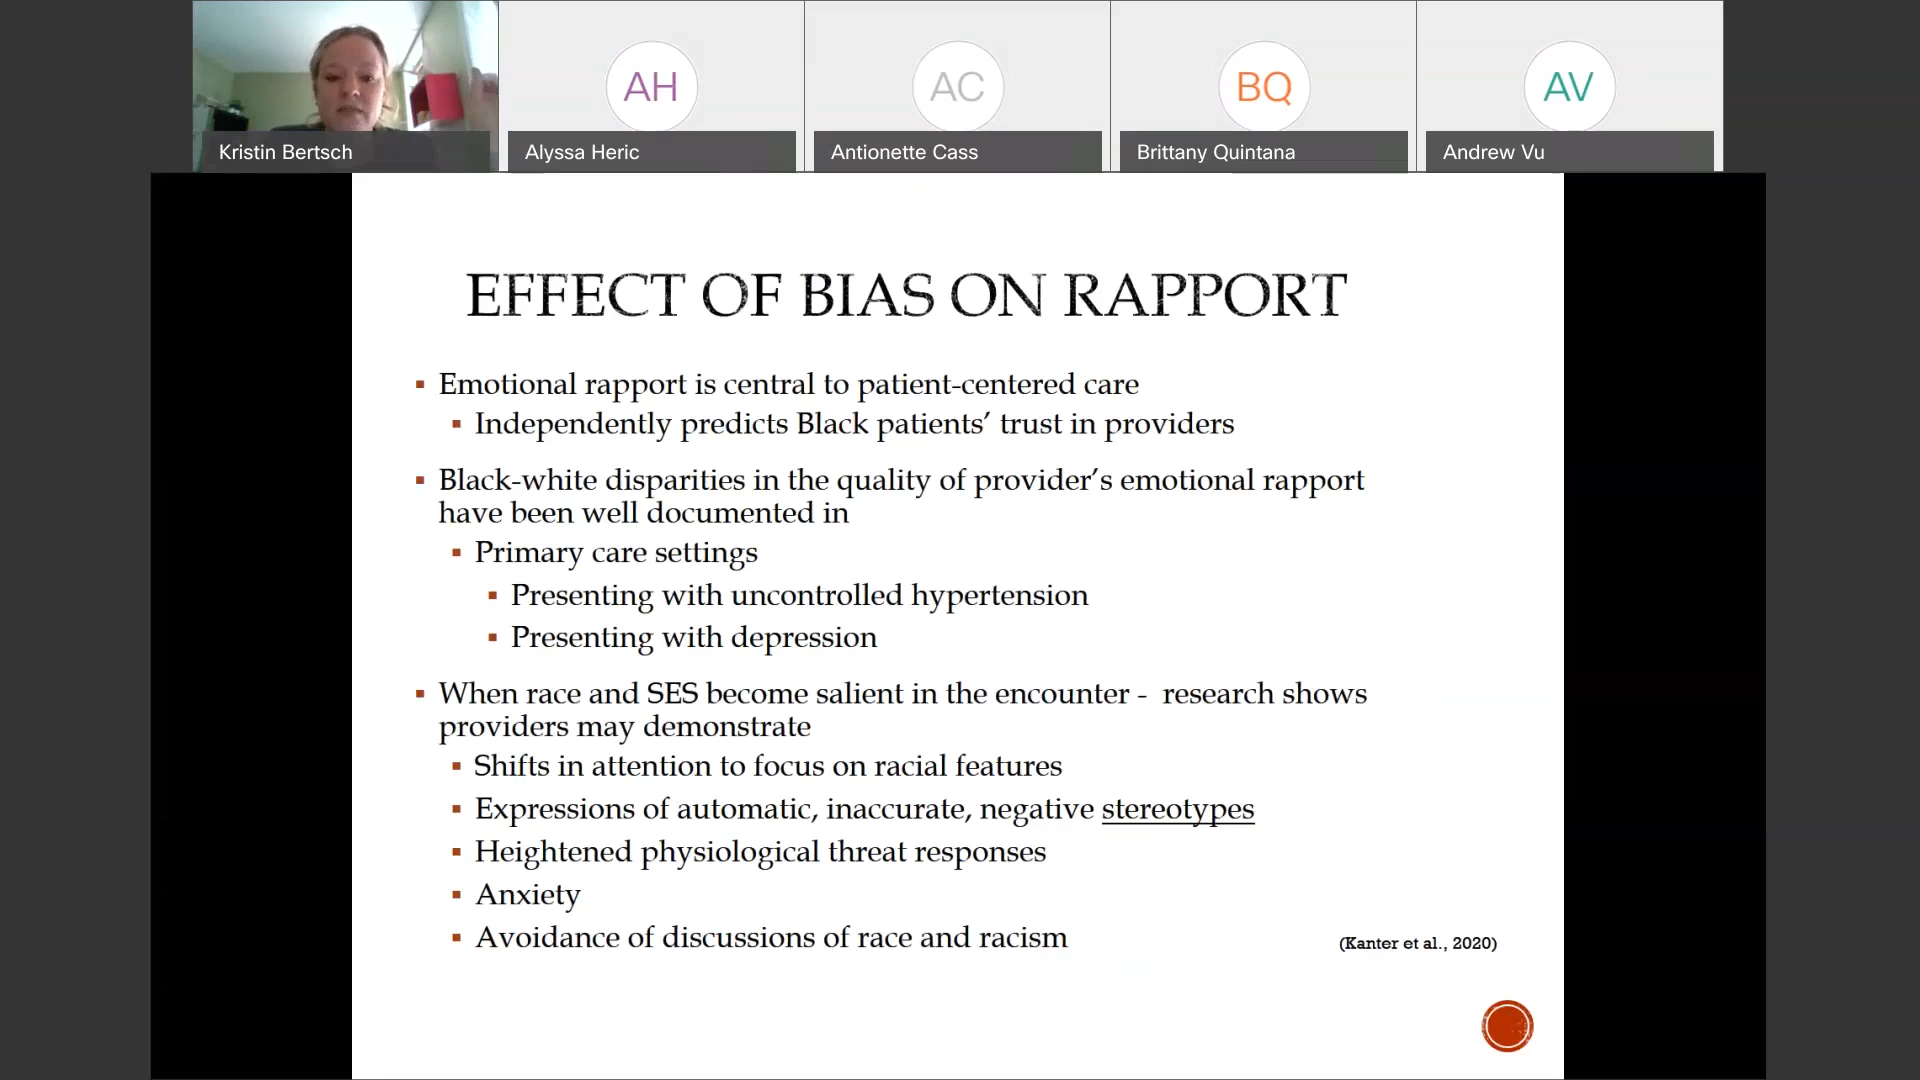 AH
AC
BQ
AV
Kristin Bertsch
Alyssa Heric
Antionette Cass
Brittany Quintana
Andrew Vu
EFFECT OF BIAS ON RAPPORT
▪ Emotional rapport is central to patient-centered care
▪ Independently predicts Black patients’ trust in providers
▪ Black-white disparities in the quality of provider’s emotional rapport
have been well documented in
▪ Primary care settings
▪ Presenting with uncontrolled hypertension
▪ Presenting with depression
▪ When race and SES become salient in the encounter - research shows
providers may demonstrate
▪ Shifts in attention to focus on racial features
▪ Expressions of automatic, inaccurate, negative stereotypes
▪ Heightened physiological threat responses
▪ Anxiety
▪ Avoidance of discussions of race and racism
(Kanter et al., 2020)